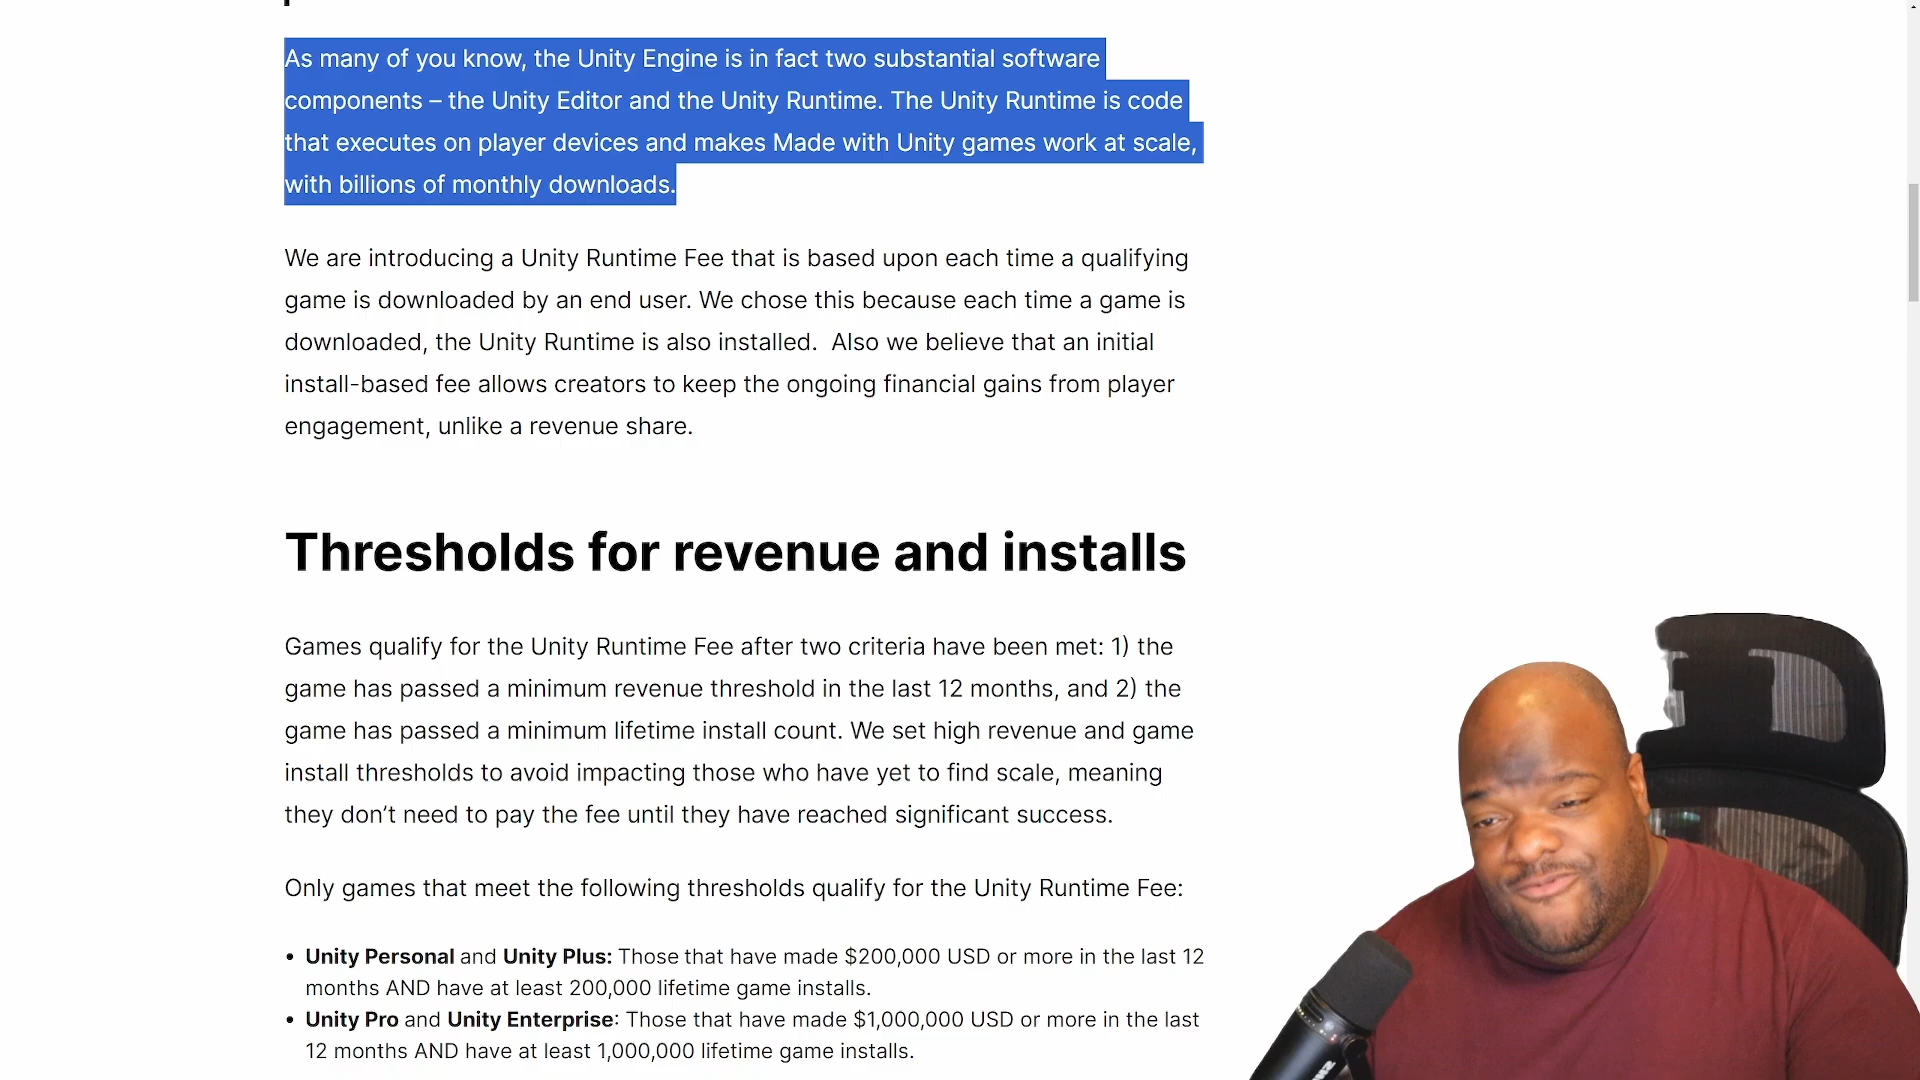 As many of you know, the Unity Engine is in fact two substantial software
components – the Unity Editor and the Unity Runtime. The Unity Runtime is code
that executes on player devices and makes Made with Unity games work at scale,
with billions of monthly downloads.
We are introducing a Unity Runtime Fee that is based upon each time a qualifying
game is downloaded by an end user. We chose this because each time a game is
downloaded, the Unity Runtime is also installed.  Also we believe that an initial
install-based fee allows creators to keep the ongoing financial gains from player
engagement, unlike a revenue share.
Thresholds for revenue and installs
Games qualify for the Unity Runtime Fee after two criteria have been met: 1) the
game has passed a minimum revenue threshold in the last 12 months, and 2) the
game has passed a minimum lifetime install count. We set high revenue and game
install thresholds to avoid impacting those who have yet to find scale, meaning
they don’t need to pay the fee until they have reached significant success.
Only games that meet the following thresholds qualify for the Unity Runtime Fee:
• Unity Personal and Unity Plus: Those that have made $200,000 USD or more in the last 12
months AND have at least 200,000 lifetime game installs.
• Unity Pro and Unity Enterprise: Those that have made $1,000,000 USD or more in the last
12 months AND have at least 1,000,000 lifetime game installs.